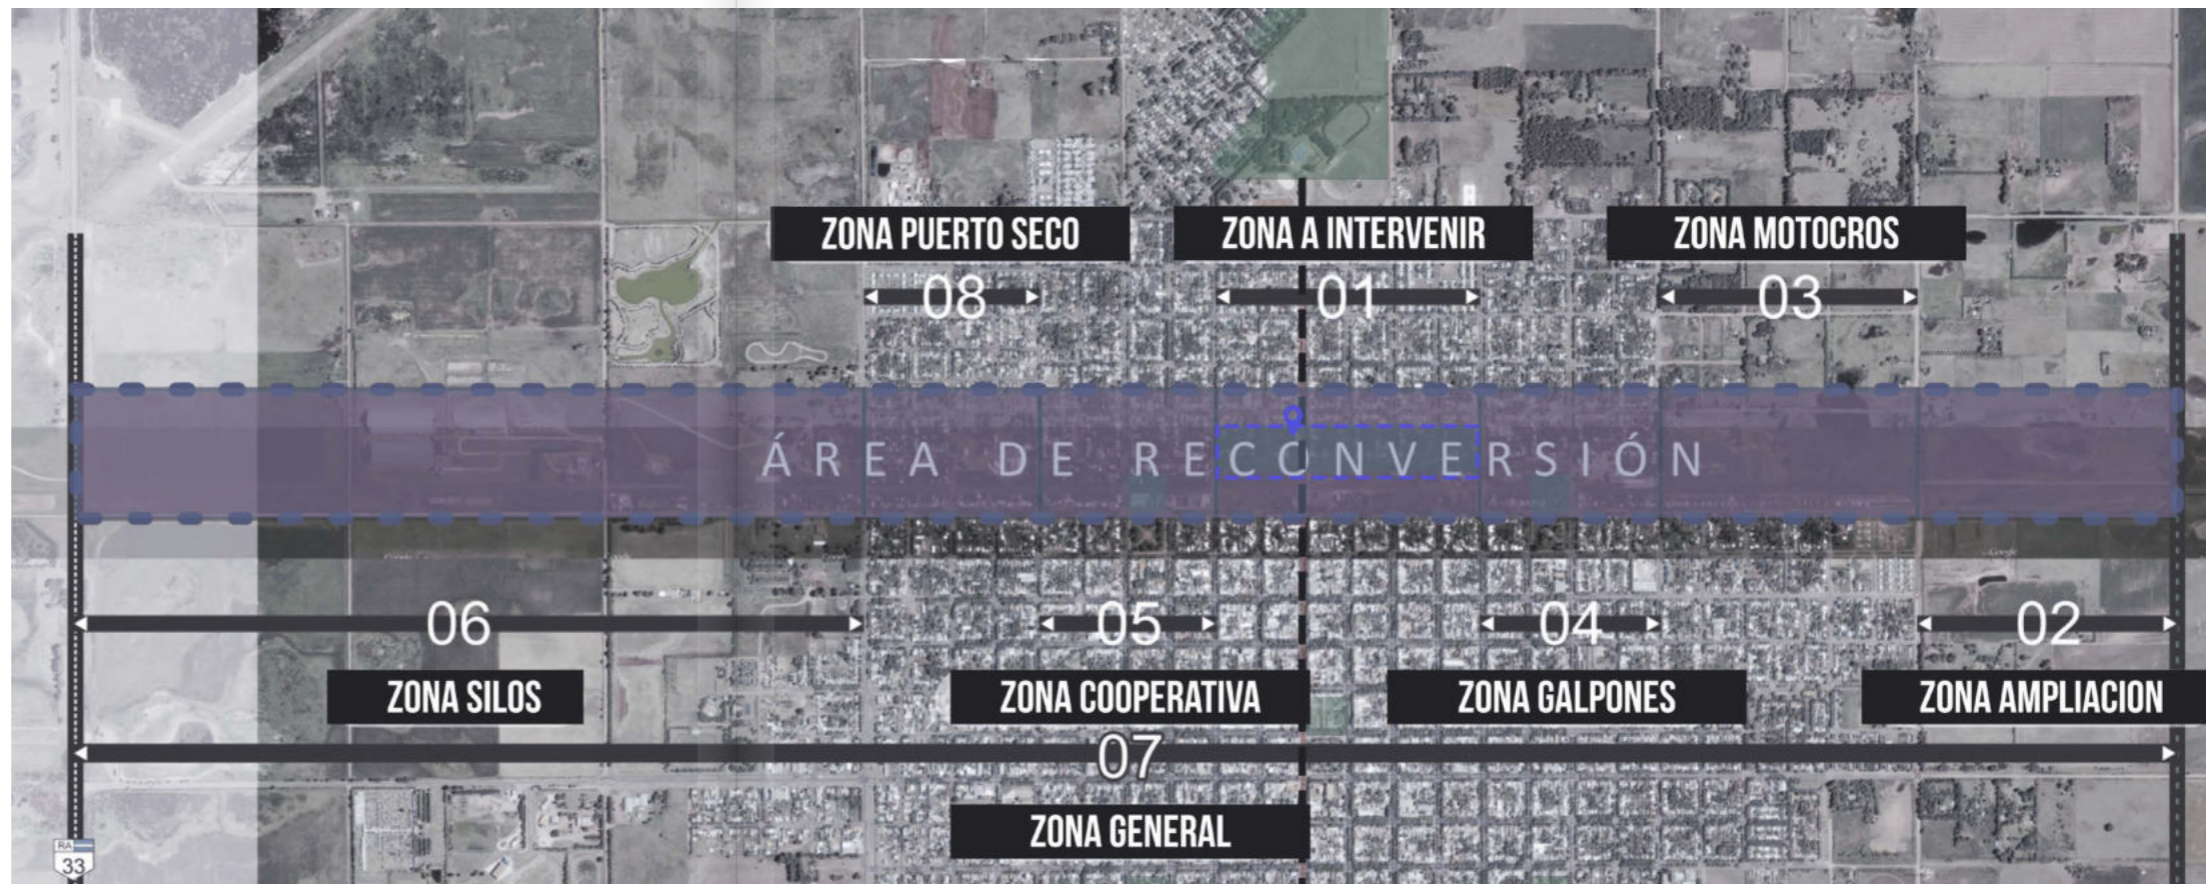 ZONA PUERTO SECO
ZONA A INTERVENIR
ZONA MOTOCROS
08
01
03
ÁREA DE RECONVERSIÓN
06
05
04
02
ZONA SILOS
ZONA COOPERATIVA
ZONA GALPONES
ZONA AMPLIACION
07
ZONA GENERAL
RA
33